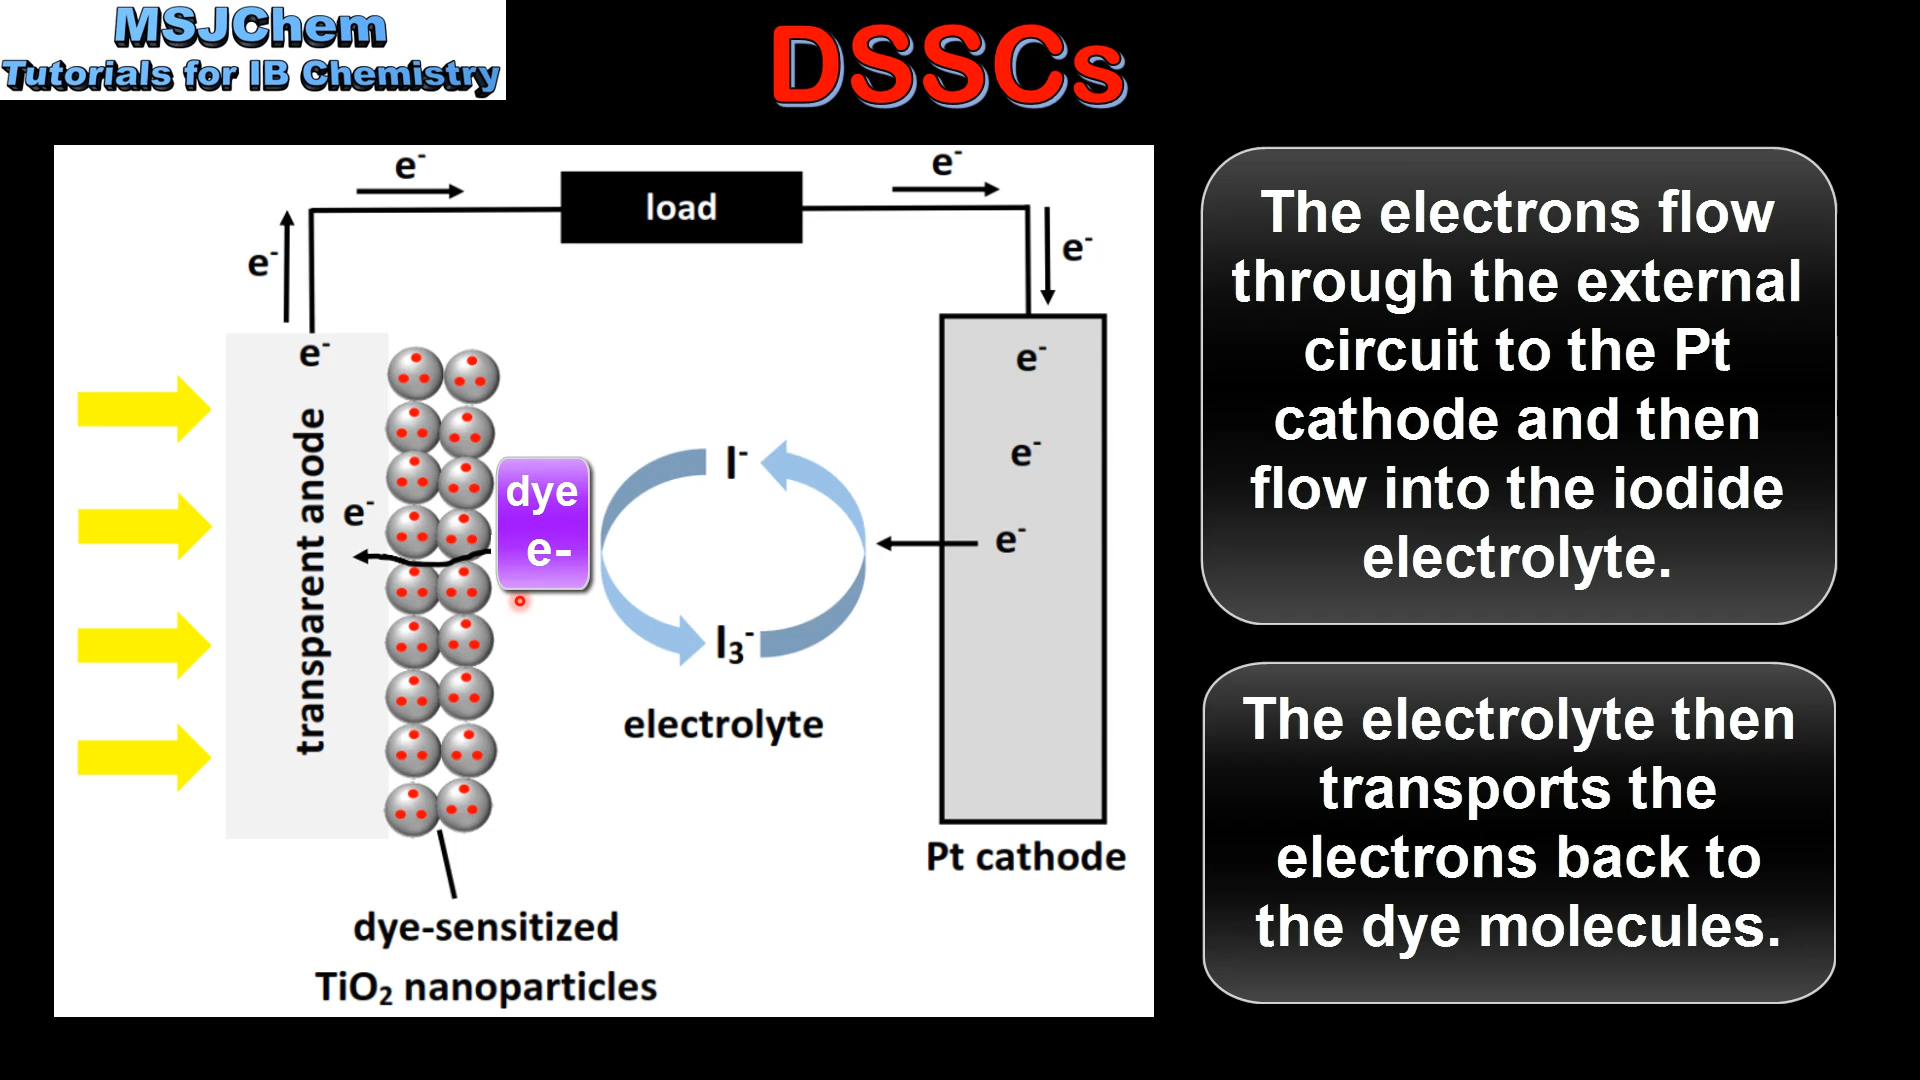 MSJChem
Tutorials for IB Chemistry
DSSCs
e⁻
e⁻
load
e⁻
e⁻
e⁻
transparent anode
e⁻
dye
e-
I⁻
I₃⁻
electrolyte
e⁻
e⁻
e⁻
Pt cathode
dye-sensitized
TiO₂ nanoparticles
The electrons flow
through the external
circuit to the Pt
cathode and then
flow into the iodide
electrolyte.
The electrolyte then
transports the
electrons back to
the dye molecules.